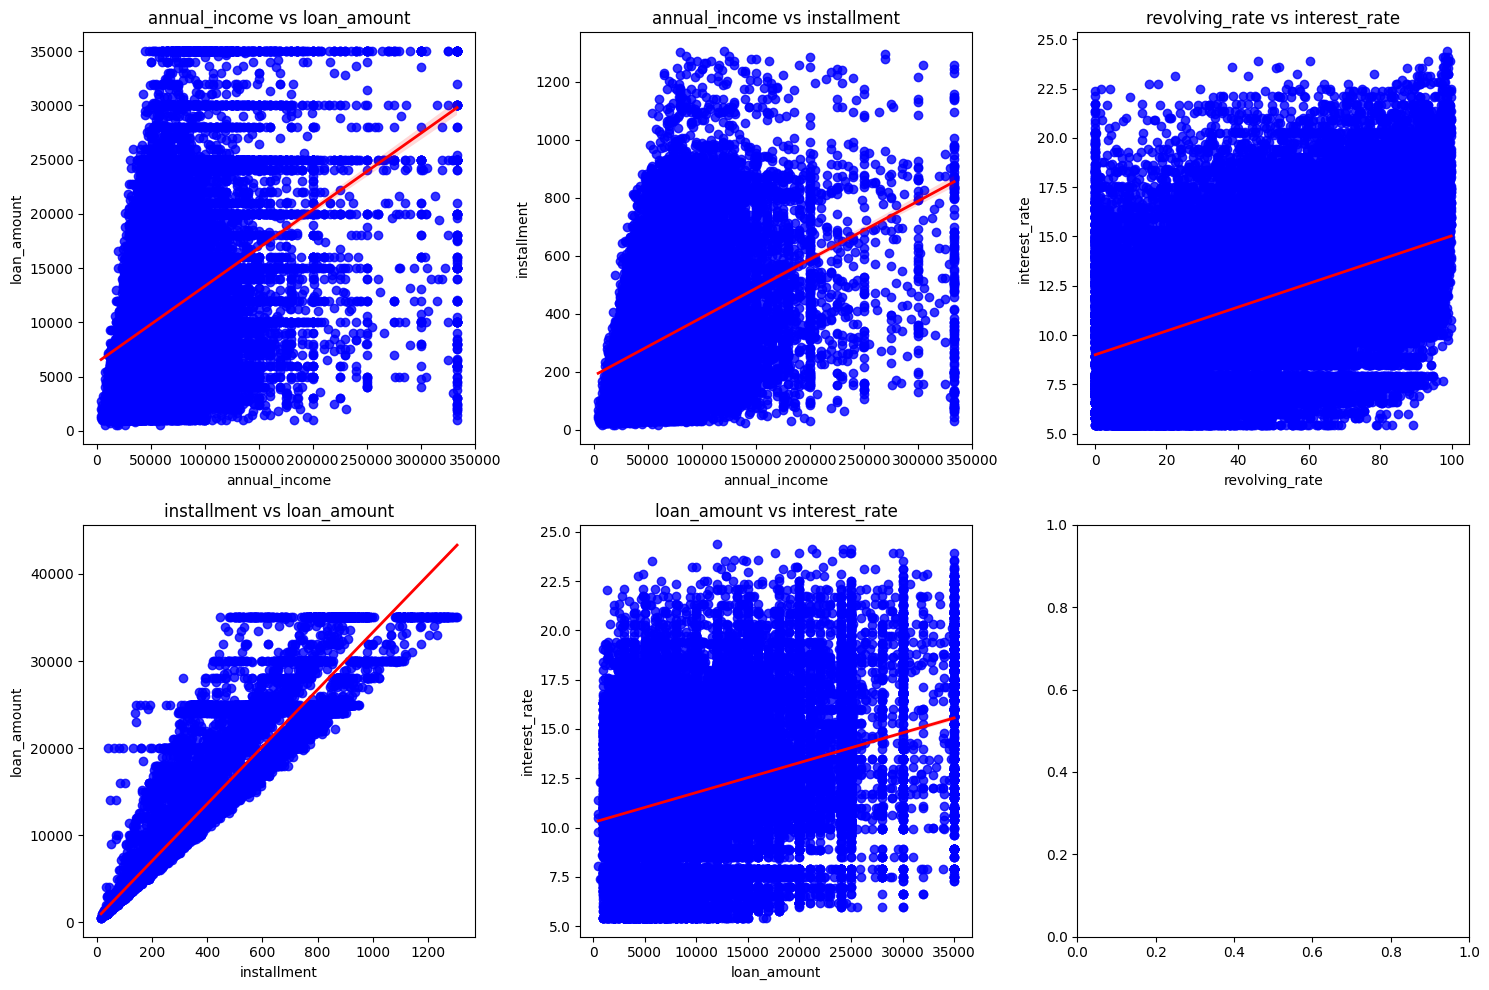 annual_income vs loan_amount
35000
30000
25000
20000
15000
10000
5000
0
loan_amount
0 50000 100000 150000 200000 250000 300000 350000
annual_income
annual_income vs installment
1200
1000
800
600
400
200
0
installment
0 50000 100000 150000 200000 250000 300000 350000
annual_income
revolving_rate vs interest_rate
25.0
22.5
20.0
17.5
15.0
12.5
10.0
7.5
5.0
interest_rate
0 20 40 60 80 100
revolving_rate
installment vs loan_amount
40000
30000
20000
10000
0
loan_amount
0 200 400 600 800 1000 1200
installment
loan_amount vs interest_rate
25.0
22.5
20.0
17.5
15.0
12.5
10.0
7.5
5.0
interest_rate
0 5000 10000 15000 20000 25000 30000 35000
loan_amount
1.0
0.8
0.6
0.4
0.2
0.0
0.0 0.2 0.4 0.6 0.8 1.0